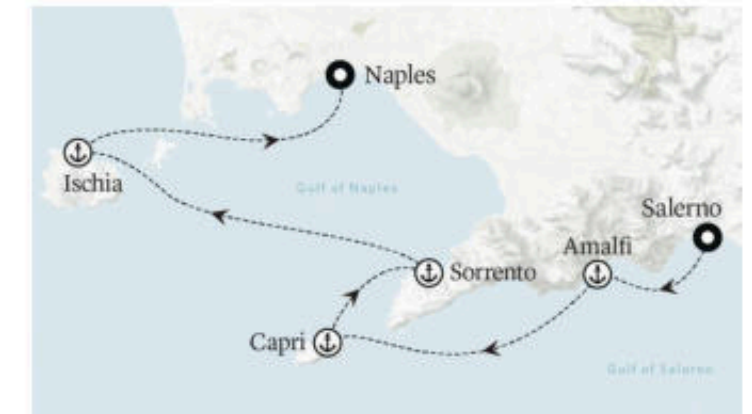 Naples
Ischia
Gulf of Naples
Salerno
Amalfi
Sorrento
Capri
Gulf of Salerno